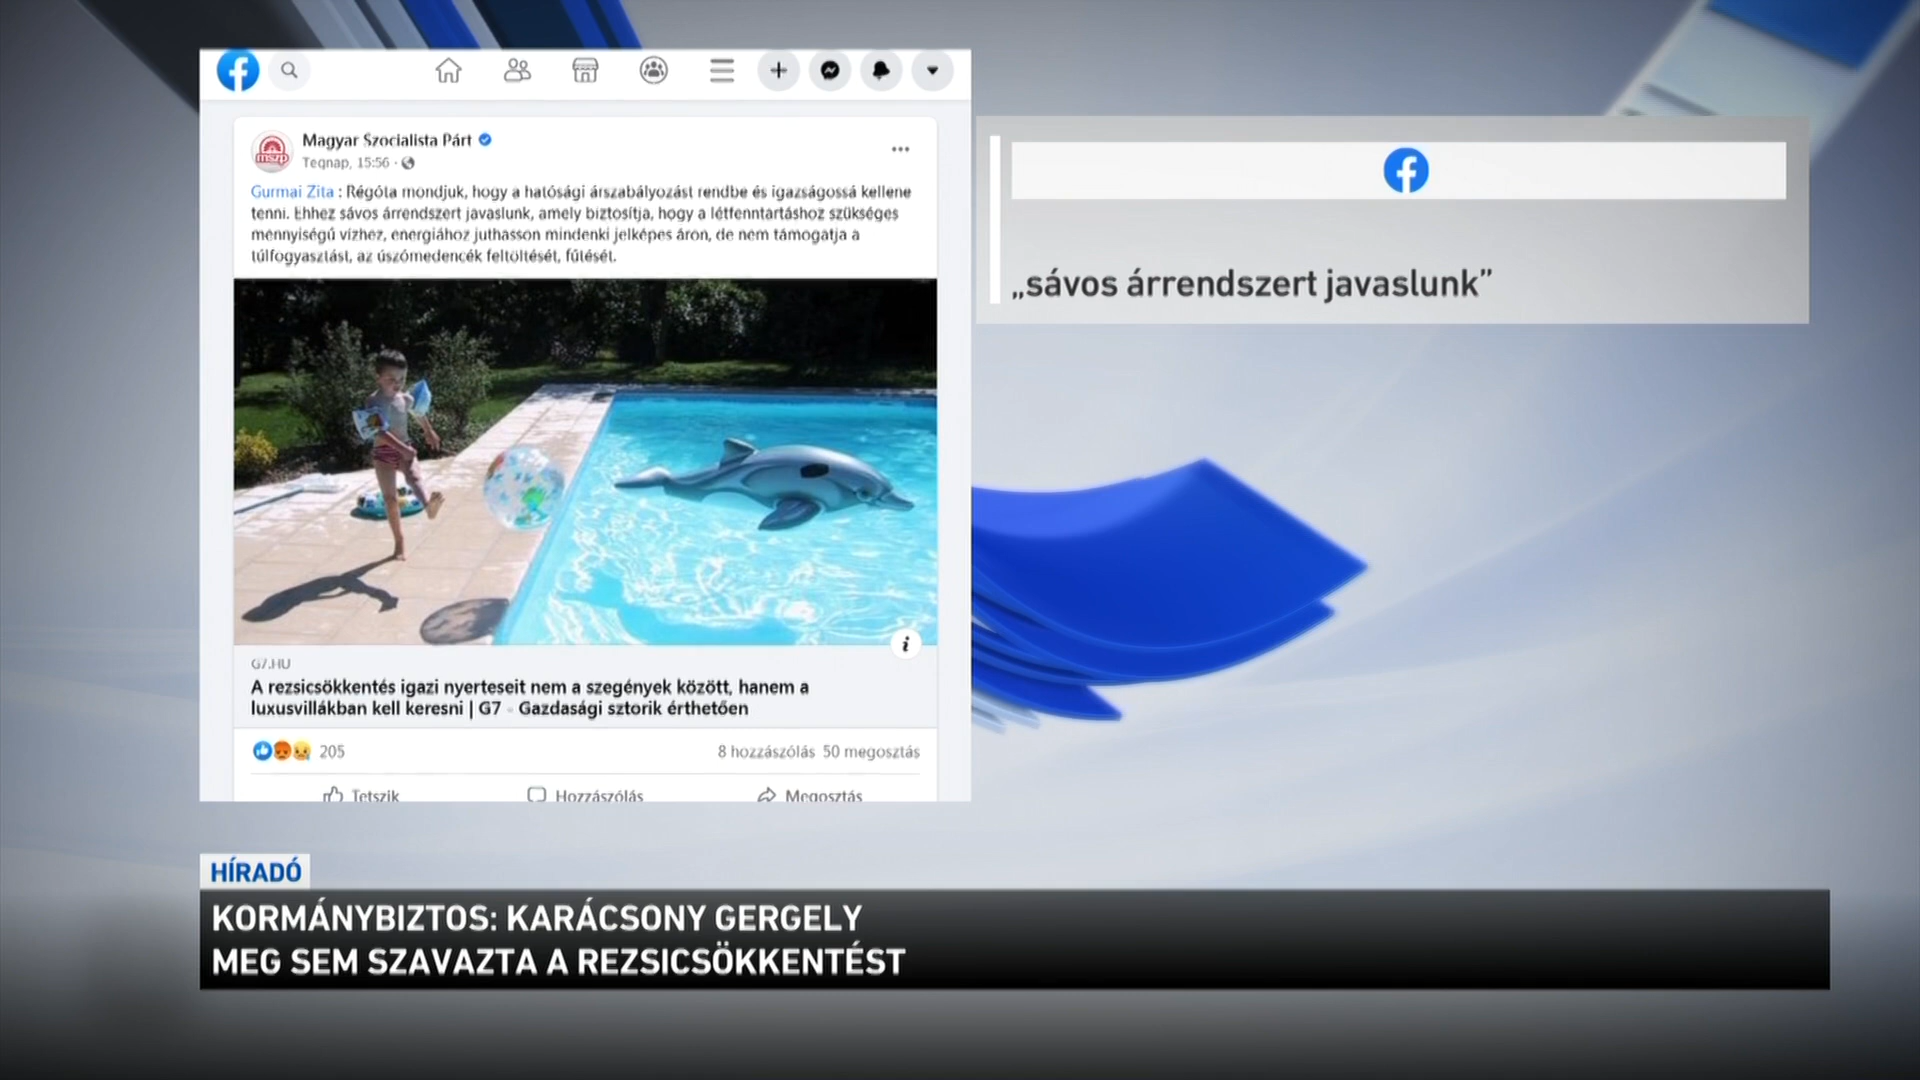 Magyar Szocialista Párt
mszp
Tegnap, 15:56 ·
Gurmai Zita : Régóta mondjuk, hogy a hatósági árszabályozást rendbe és igazságossá kellene
tenni. Ehhez sávos árrendszert javaslunk, amely biztosítja, hogy a létfenntartáshoz szükséges
mennyiségű vízhez, energiához juthasson mindenki jelképes áron, de nem támogatja a
túlfogyasztást, az úszómedencék feltöltését, fűtését.
G7.HU
A rezsicsökkentés igazi nyerteseit nem a szegények között, hanem a
luxusvillákban kell keresni | G7 - Gazdasági sztorik érthetően
205
8 hozzászólás 50 megosztás
Tetszik Hozzászólás Megosztás
„sávos árrendszert javaslunk”
HÍRADÓ
KORMÁNYBIZTOS: KARÁCSONY GERGELY
MEG SEM SZAVAZTA A REZSICSÖKKENTÉST